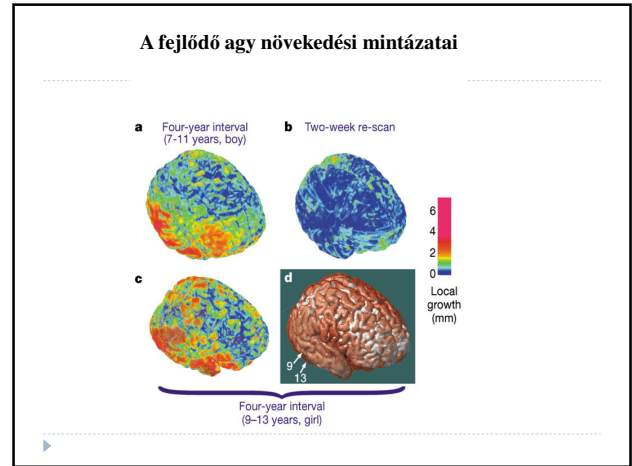 A fejlődő agy növekedési mintázatai
a Four-year interval
(7-11 years, boy)
b Two-week re-scan
6
4
2
0
Local
growth
(mm)
c
d
9
13
Four-year interval
(9–13 years, girl)